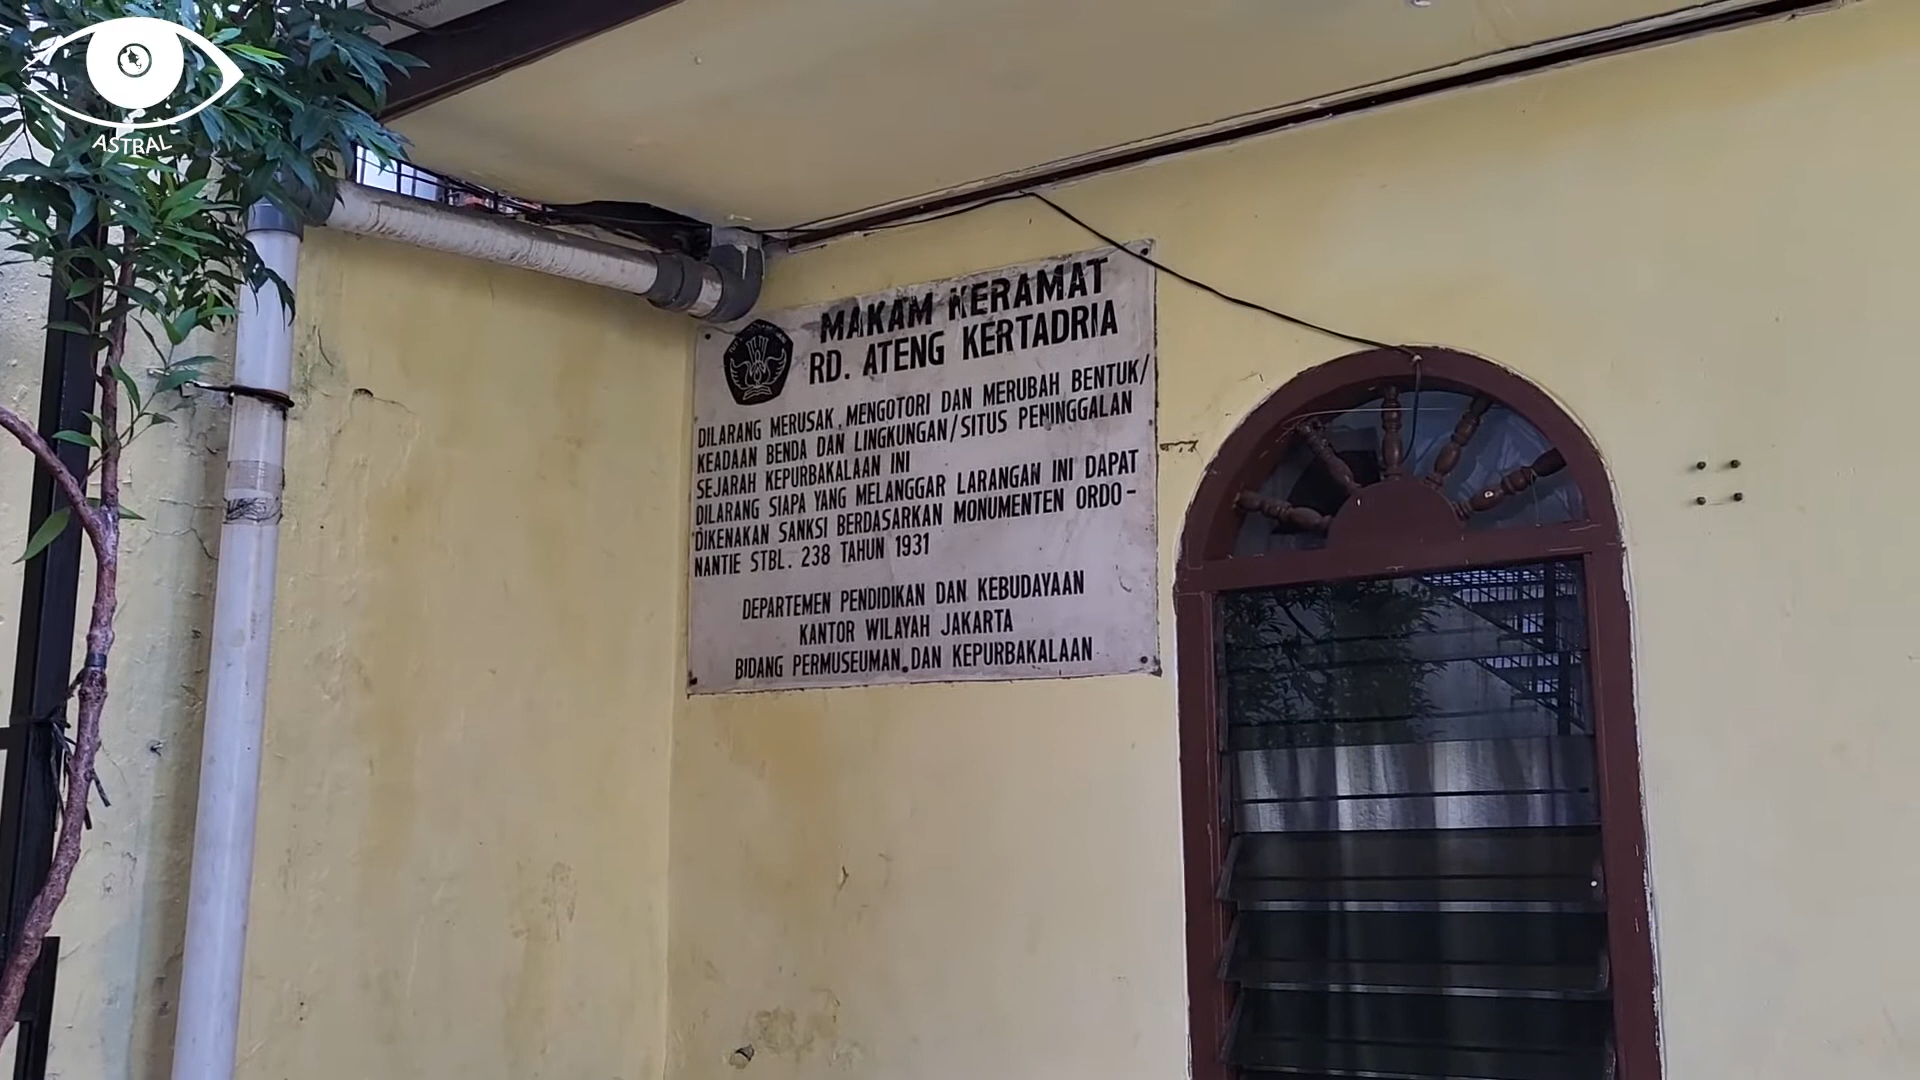 ASTRAL
MAKAM KERAMAT
RD. ATENG KERTADRIA
DILARANG MERUSAK, MENGOTORI DAN MERUBAH BENTUK/
KEADAAN BENDA DAN LINGKUNGAN/SITUS PENINGGALAN
SEJARAH KEPURBAKALAAN INI
DILARANG SIAPA YANG MELANGGAR LARANGAN INI DAPAT
DIKENAKAN SANKSI BERDASARKAN MONUMENTEN ORDO-
NANTIE STBL. 238 TAHUN 1931
DEPARTEMEN PENDIDIKAN DAN KEBUDAYAAN
KANTOR WILAYAH JAKARTA
BIDANG PERMUSEUMAN DAN KEPURBAKALAAN